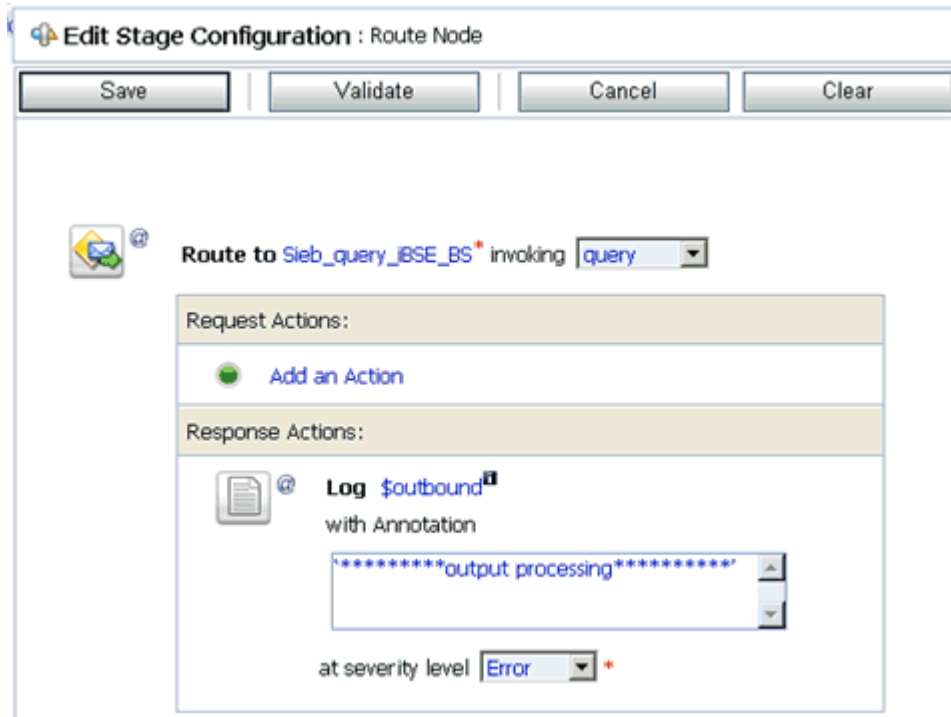 Edit Stage Configuration : Route Node
Save Validate Cancel Clear
@ Route to Sieb_query_iBSE_BS* invoking query
Request Actions:
Add an Action
Response Actions:
@ Log $outbound
with Annotation
'*********output processing**********'
at severity level Error *